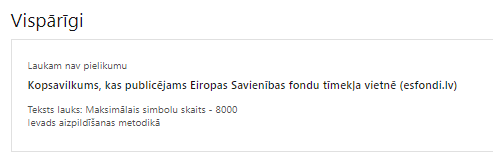 Vispārīgi
Laukam nav pielikumu
Kopsavilkums, kas publicējams Eiropas Savienības fondu tīmekļa vietnē (esfondi.lv)
Teksts lauks: Maksimālais simbolu skaits - 8000
Ievads aizpildīšanas metodikā